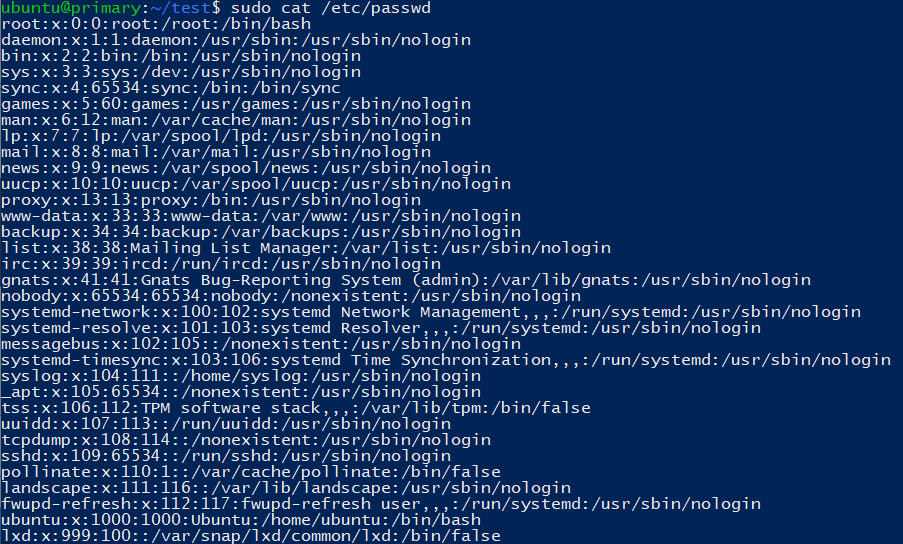 ubuntu@primary:~/test$ sudo cat /etc/passwd
root:x:0:0:root:/root:/bin/bash
daemon:x:1:1:daemon:/usr/sbin:/usr/sbin/nologin
bin:x:2:2:bin:/bin:/usr/sbin/nologin
sys:x:3:3:sys:/dev:/usr/sbin/nologin
sync:x:4:65534:sync:/bin:/bin/sync
games:x:5:60:games:/usr/games:/usr/sbin/nologin
man:x:6:12:man:/var/cache/man:/usr/sbin/nologin
lp:x:7:7:lp:/var/spool/lpd:/usr/sbin/nologin
mail:x:8:8:mail:/var/mail:/usr/sbin/nologin
news:x:9:9:news:/var/spool/news:/usr/sbin/nologin
uucp:x:10:10:uucp:/var/spool/uucp:/usr/sbin/nologin
proxy:x:13:13:proxy:/bin:/usr/sbin/nologin
www-data:x:33:33:www-data:/var/www:/usr/sbin/nologin
backup:x:34:34:backup:/var/backups:/usr/sbin/nologin
list:x:38:38:Mailing List Manager:/var/list:/usr/sbin/nologin
irc:x:39:39:ircd:/run/ircd:/usr/sbin/nologin
gnats:x:41:41:Gnats Bug-Reporting System (admin):/var/lib/gnats:/usr/sbin/nologin
nobody:x:65534:65534:nobody:/nonexistent:/usr/sbin/nologin
systemd-network:x:100:102:systemd Network Management,,,:/run/systemd:/usr/sbin/nologin
systemd-resolve:x:101:103:systemd Resolver,,,:/run/systemd:/usr/sbin/nologin
messagebus:x:102:105::/nonexistent:/usr/sbin/nologin
systemd-timesync:x:103:106:systemd Time Synchronization,,,:/run/systemd:/usr/sbin/nologin
syslog:x:104:111::/home/syslog:/usr/sbin/nologin
_apt:x:105:65534::/nonexistent:/usr/sbin/nologin
tss:x:106:112:TPM software stack,,,:/var/lib/tpm:/bin/false
uuidd:x:107:113::/run/uuidd:/usr/sbin/nologin
tcpdump:x:108:114::/nonexistent:/usr/sbin/nologin
sshd:x:109:65534::/run/sshd:/usr/sbin/nologin
pollinate:x:110:1::/var/cache/pollinate:/bin/false
landscape:x:111:116::/var/lib/landscape:/usr/sbin/nologin
fwupd-refresh:x:112:117:fwupd-refresh user,,,:/run/systemd:/usr/sbin/nologin
ubuntu:x:1000:1000:Ubuntu:/home/ubuntu:/bin/bash
lxd:x:999:100::/var/snap/lxd/common/lxd:/bin/false